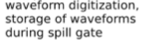 waveform digitization,
storage of waveforms
during spill gate